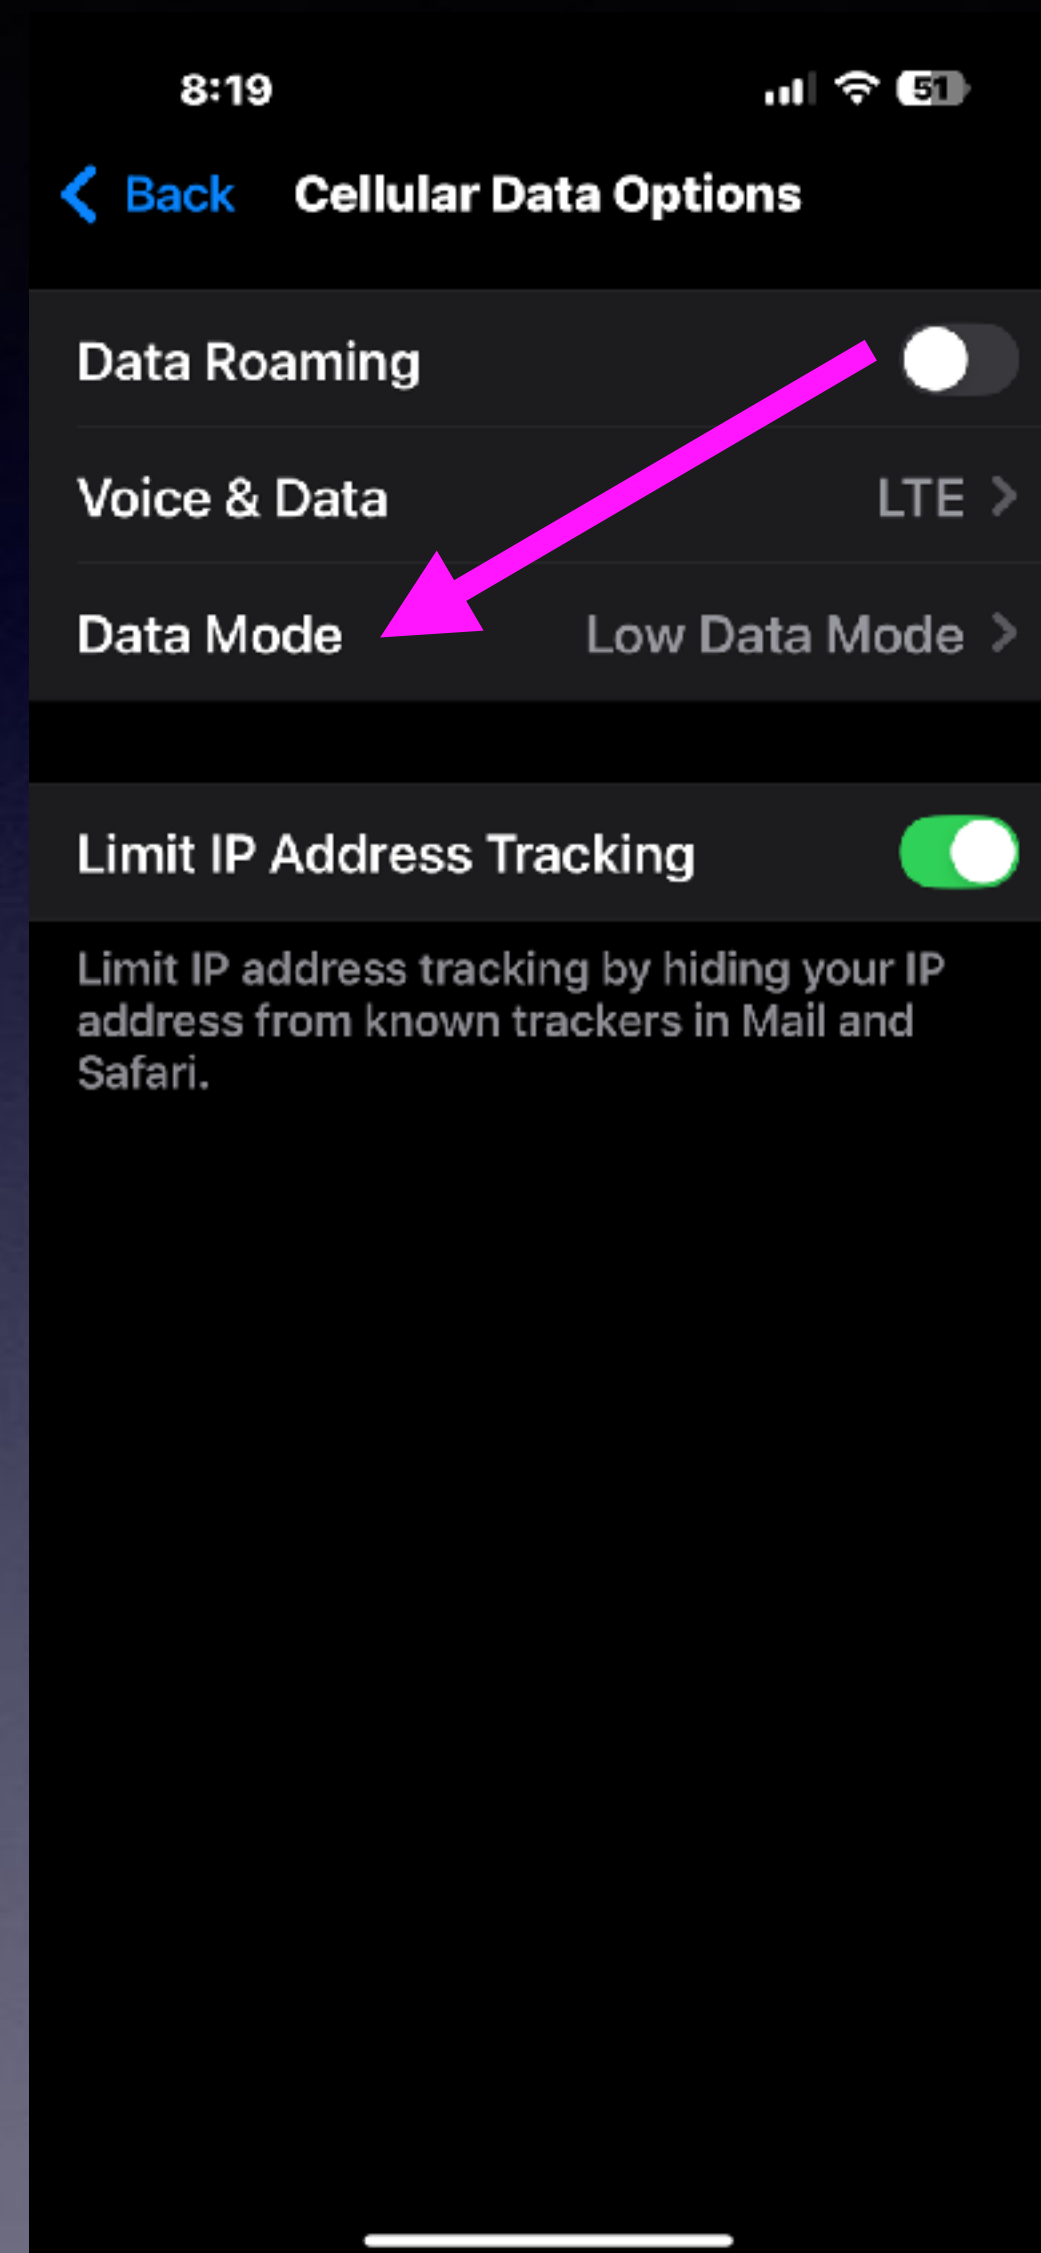 8:19
51
Back
Cellular Data Options
Data Roaming
Voice & Data
LTE
Data Mode
Low Data Mode
Limit IP Address Tracking
Limit IP address tracking by hiding your IP
address from known trackers in Mail and
Safari.